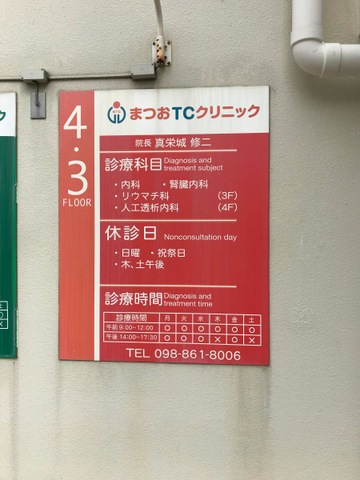 まつおTCクリニック
院長 真栄城 修二
4・3
FLOOR
診療科目 Diagnosis and treatment subject
・内科 ・腎臓内科
・リウマチ科 (3F)
・人工透析内科 (4F)
休診日 Nonconsultation day
・日曜 ・祝祭日
・木、土午後
診療時間 Diagnosis and treatment time
診療時間 月 火 水 木 金 土
午前 9:00~12:00 ○ ○ ○ ○ ○ ○
午後 14:00~17:30 ○ ○ ○ × ○ ×
TEL 098-861-8006